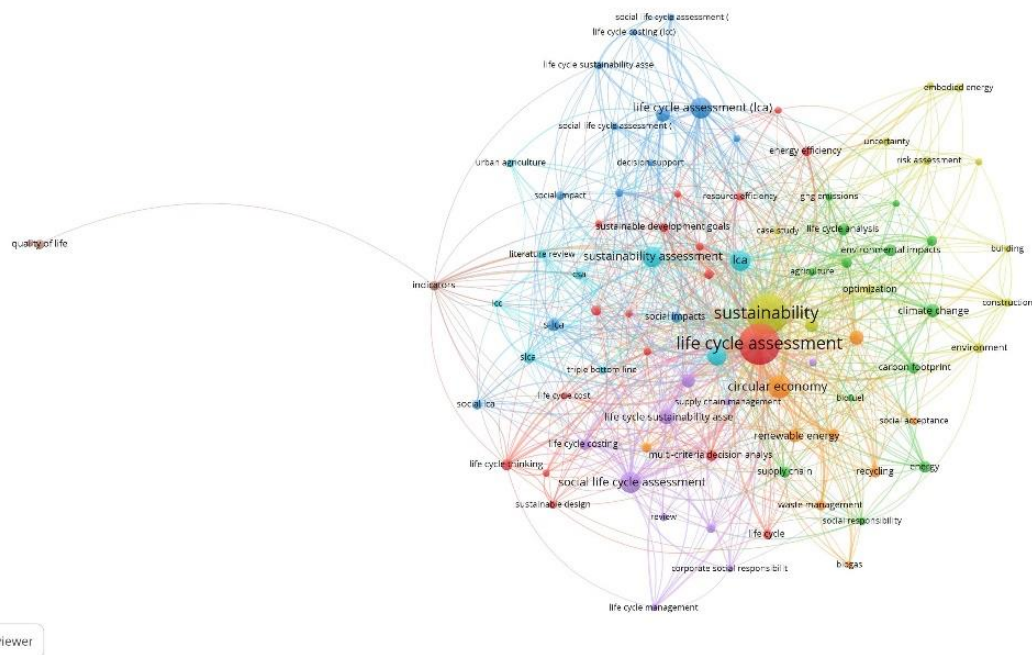 social life cycle assessment (
life cycle costing (lcc)
life cycle sustainability asse
embodied energy
life cycle assessment (lca)
social life cycle assessment (
uncertainty
energy efficiency
urban agriculture
decision support
risk assessment
social impact
resource efficiency
ghg emissions
sustainable development goals
case study
life cycle analysis
quality of life
literature review
sustainability assessment
lca
environmental impacts
building
agriculture
indicators
optimization
lcc
construction
sustainability
social impacts
climate change
s-lca
life cycle assessment
environment
slca
triple bottom line
carbon footprint
circular economy
life cycle cost
biofuel
social lca
supply chain management
life cycle sustainability asse
social acceptance
renewable energy
life cycle costing
multi-criteria decision analys
life cycle thinking
supply chain
recycling
energy
social life cycle assessment
sustainable design
waste management
review
social responsibility
life cycle
biogas
corporate social responsibilit
life cycle management
viewer